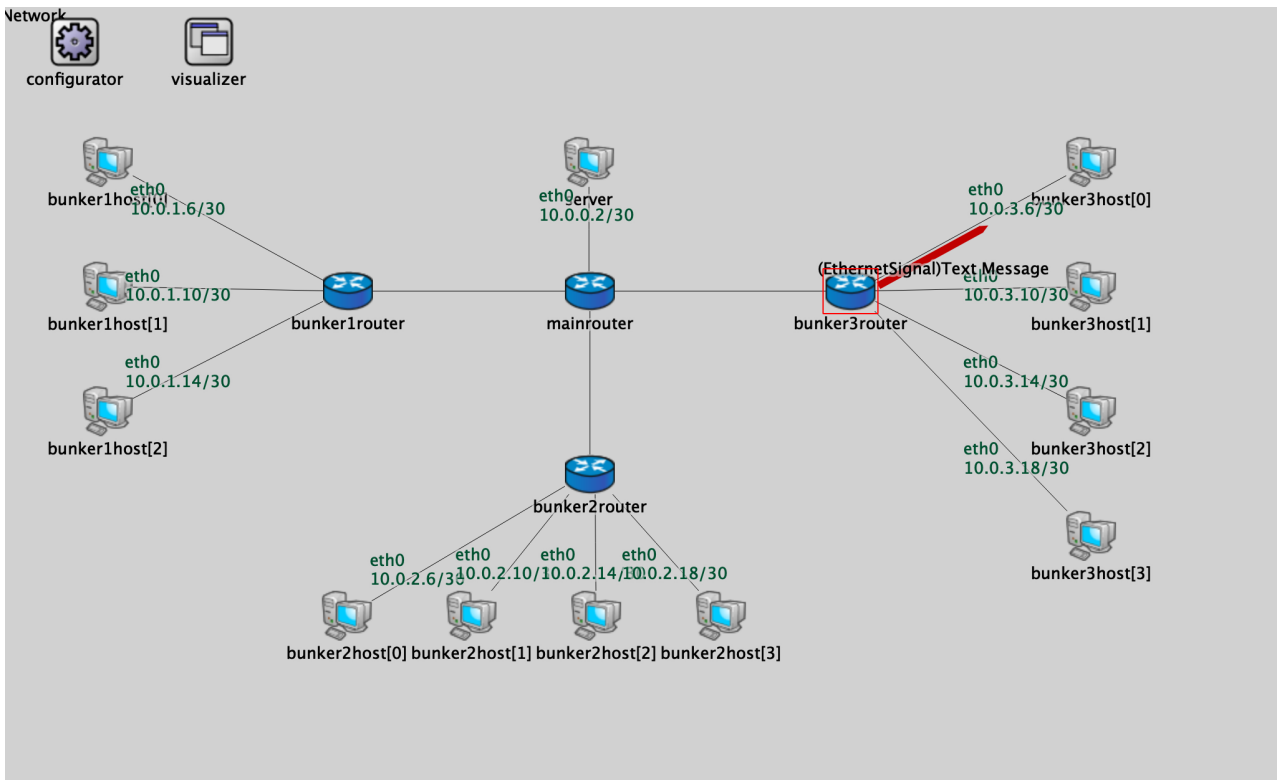 Network
configurator
visualizer
bunker1host[0]
eth0
10.0.1.6/30
server
eth0
10.0.0.2/30
eth0
10.0.3.6/30
bunker3host[0]
(EthernetSignal)Text Message
eth0
10.0.1.10/30
bunker1host[1]
bunker1router
mainrouter
bunker3router
eth0
10.0.3.10/30
bunker3host[1]
eth0
10.0.1.14/30
bunker1host[2]
eth0
10.0.3.14/30
bunker3host[2]
eth0
10.0.3.18/30
bunker3host[3]
bunker2router
eth0
10.0.2.6/30
eth0
10.0.2.10/30
eth0
10.0.2.14/30
eth0
10.0.2.18/30
bunker2host[0]
bunker2host[1]
bunker2host[2]
bunker2host[3]